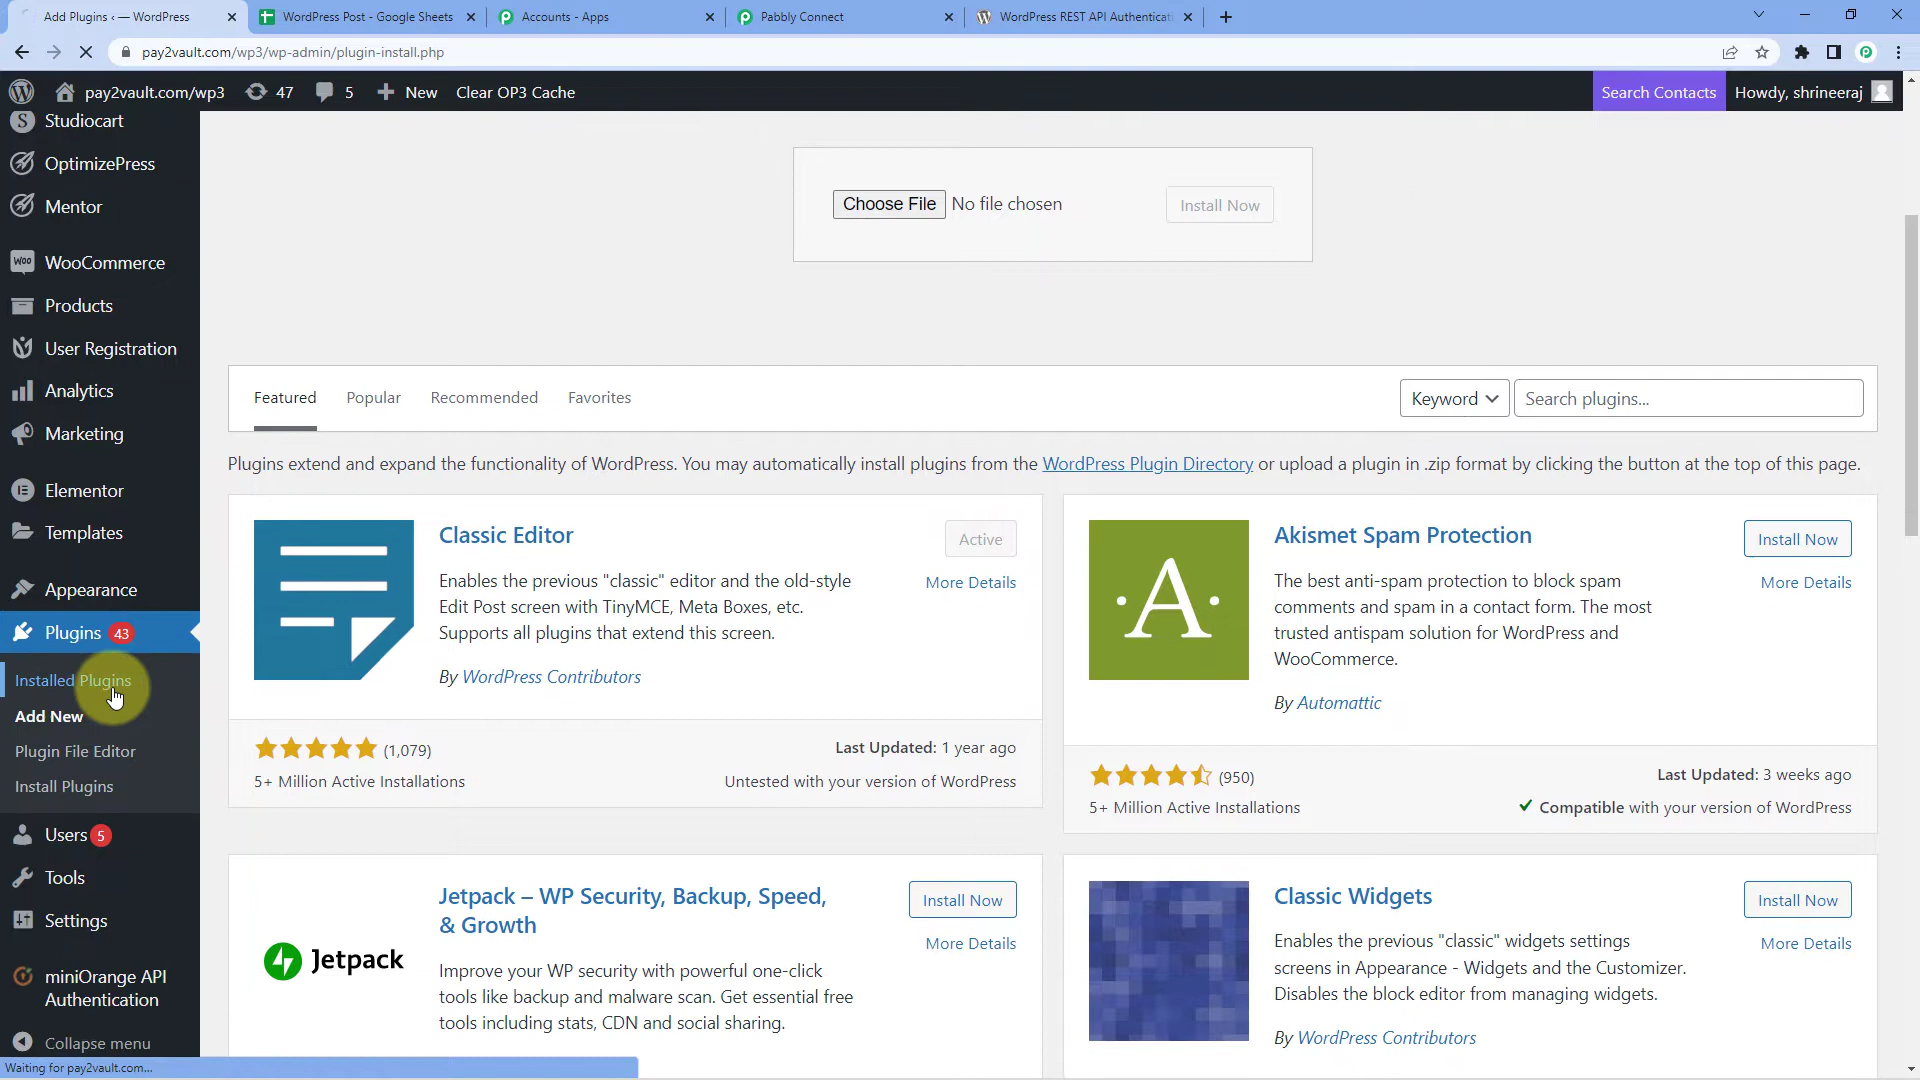 Add Plugins ‹ — WordPress
WordPress Post - Google Sheets
Accounts - Apps
Pabbly Connect
WordPress REST API Authenticati
pay2vault.com/wp3/wp-admin/plugin-install.php
pay2vault.com/wp3
47
5
New
Clear OP3 Cache
Search Contacts
Howdy, shrineeraj
Studiocart
OptimizePress
Mentor
WooCommerce
Products
User Registration
Analytics
Marketing
Elementor
Templates
Appearance
Plugins 43
Installed Plugins
Add New
Plugin File Editor
Install Plugins
Users 5
Tools
Settings
miniOrange API
Authentication
Collapse menu
Waiting for pay2vault.com...
Choose File No file chosen
Install Now
Featured
Popular
Recommended
Favorites
Keyword
Search plugins...
Plugins extend and expand the functionality of WordPress. You may automatically install plugins from the WordPress Plugin Directory or upload a plugin in .zip format by clicking the button at the top of this page.
Classic Editor
Active
More Details
Enables the previous "classic" editor and the old-style
Edit Post screen with TinyMCE, Meta Boxes, etc.
Supports all plugins that extend this screen.
By WordPress Contributors
(1,079)
5+ Million Active Installations
Last Updated: 1 year ago
Untested with your version of WordPress
A
Akismet Spam Protection
Install Now
More Details
The best anti-spam protection to block spam
comments and spam in a contact form. The most
trusted antispam solution for WordPress and
WooCommerce.
By Automattic
(950)
5+ Million Active Installations
Last Updated: 3 weeks ago
Compatible with your version of WordPress
Jetpack
Jetpack – WP Security, Backup, Speed,
& Growth
Install Now
More Details
Improve your WP security with powerful one-click
tools like backup and malware scan. Get essential free
tools including stats, CDN and social sharing.
Classic Widgets
Install Now
More Details
Enables the previous "classic" widgets settings
screens in Appearance - Widgets and the Customizer.
Disables the block editor from managing widgets.
By WordPress Contributors